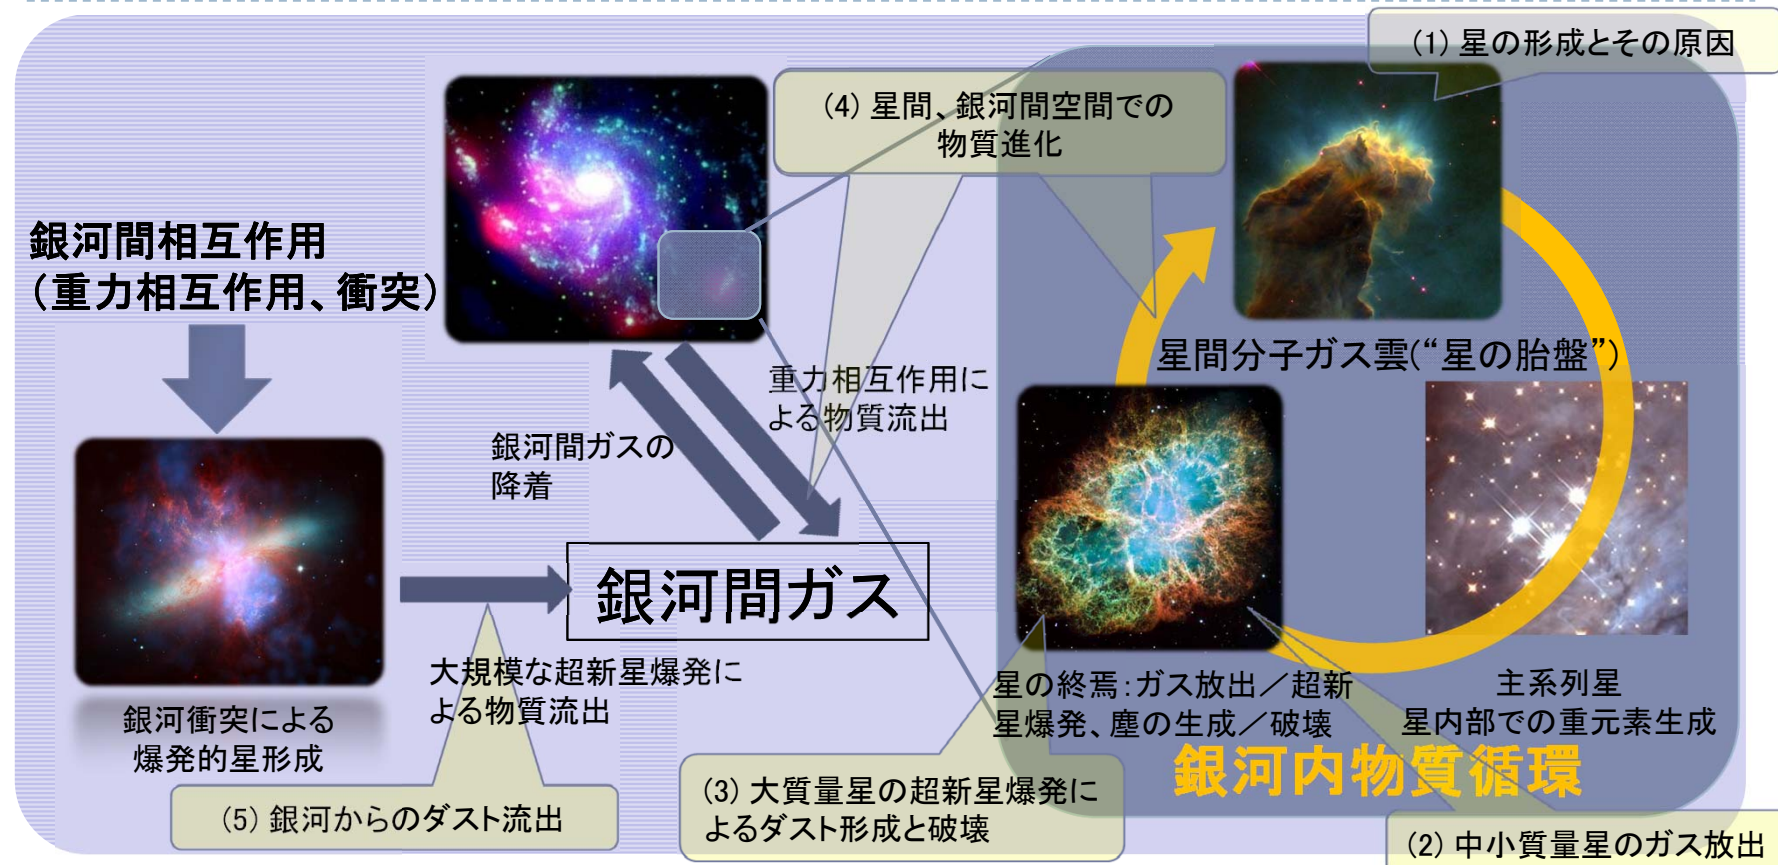 (1) 星の形成とその原因
(4) 星間、銀河間空間での
物質進化
銀河間相互作用
（重力相互作用、衝突）
星間分子ガス雲(“星の胎盤”)
重力相互作用に
よる物質流出
銀河間ガスの
降着
銀河間ガス
大規模な超新星爆発に
よる物質流出
銀河衝突による
爆発的星形成
星の終焉：ガス放出／超新
星爆発、塵の生成／破壊
主系列星
星内部での重元素生成
銀河内物質循環
(3) 大質量星の超新星爆発に
よるダスト形成と破壊
(5) 銀河からのダスト流出
(2) 中小質量星のガス放出